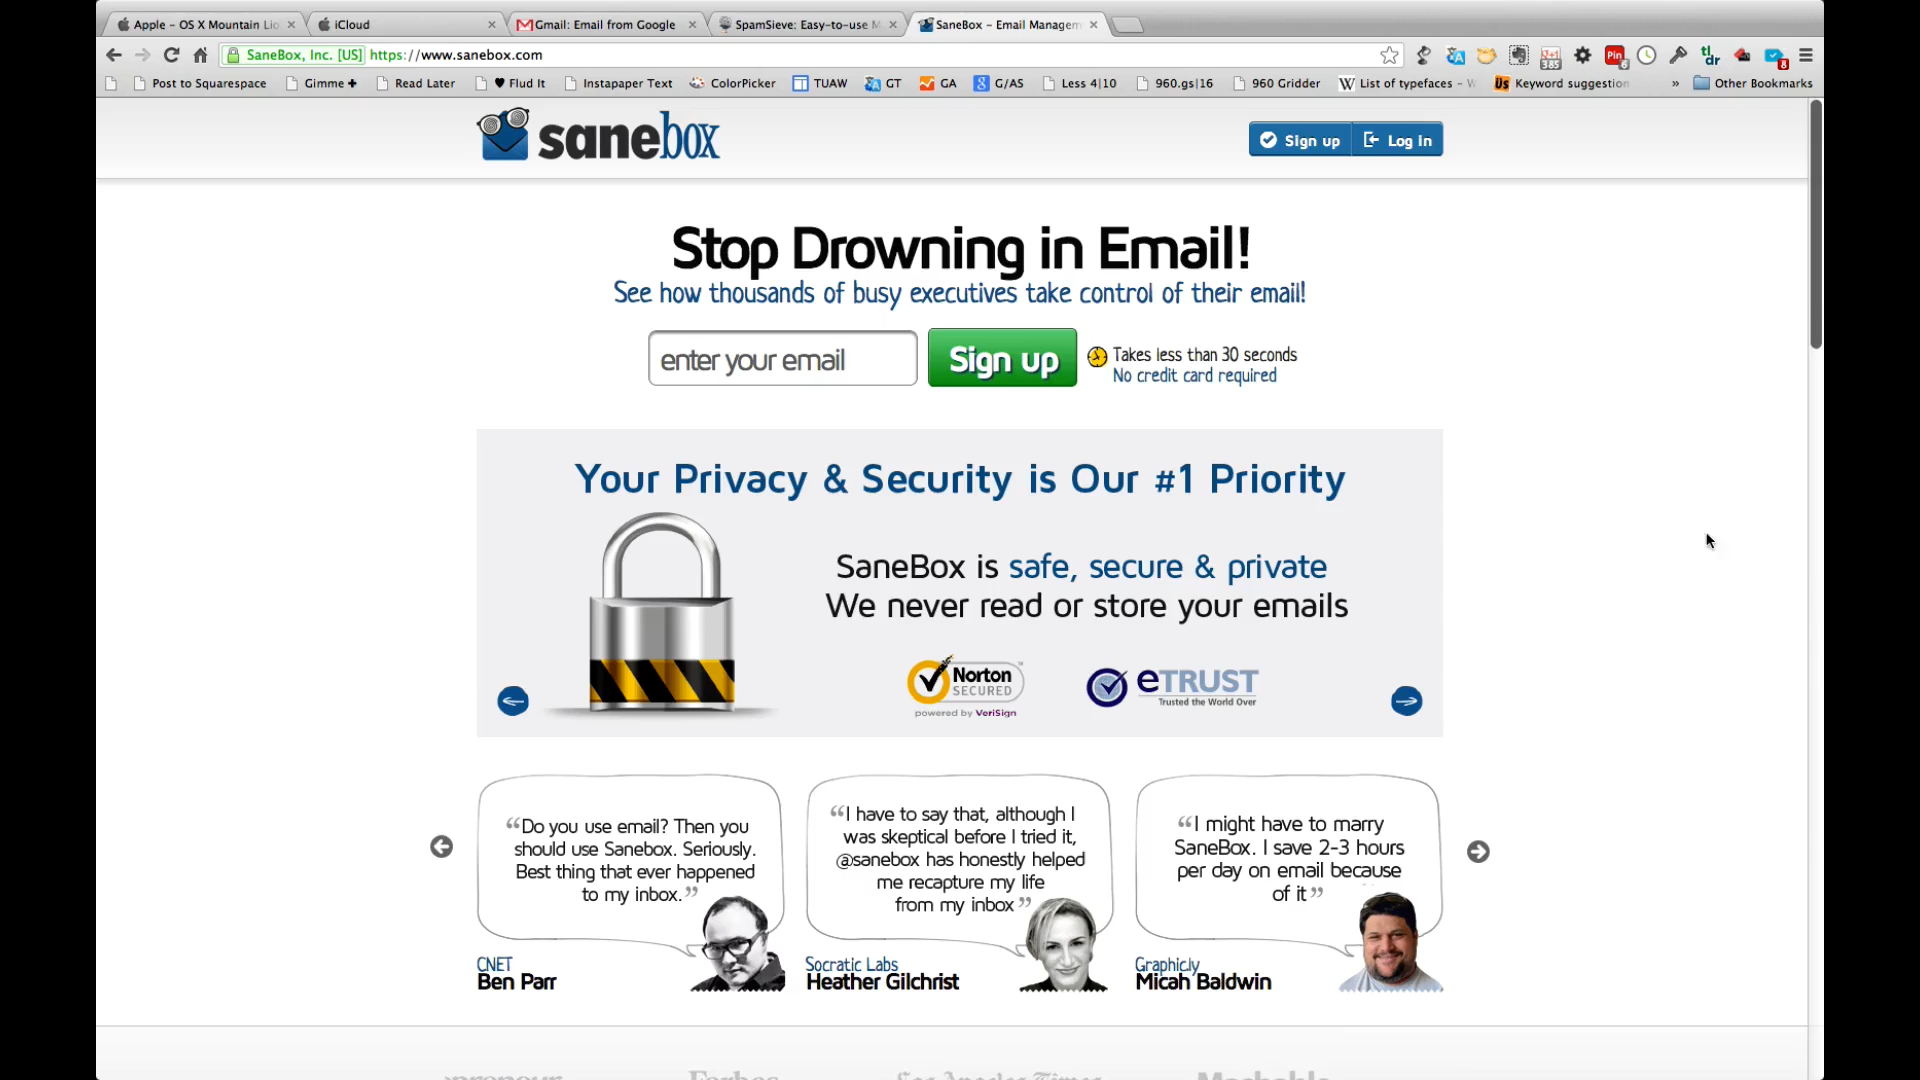 Apple – OS X Mountain Lio
iCloud
Gmail: Email from Google
SpamSieve: Easy-to-use M
SaneBox – Email Managem
SaneBox, Inc. [US] https://www.sanebox.com
Post to Squarespace
Gimme ✚
Read Later
♥ Flud It
Instapaper Text
ColorPicker
TUAW
GT
GA
G/AS
Less 4|10
960.gs|16
960 Gridder
List of typefaces – W
Keyword suggestion
»
Other Bookmarks
sanebox
Sign up
Log In
Stop Drowning in Email!
See how thousands of busy executives take control of their email!
enter your email
Sign up
Takes less than 30 seconds
No credit card required
Your Privacy & Security is Our #1 Priority
SaneBox is safe, secure & private
We never read or store your emails
Norton
SECURED
powered by VeriSign
eTRUST
Trusted the World Over
“Do you use email? Then you
should use Sanebox. Seriously.
Best thing that ever happened
to my inbox.”
CNET
Ben Parr
“I have to say that, although I
was skeptical before I tried it,
@sanebox has honestly helped
me recapture my life
from my inbox”
Socratic Labs
Heather Gilchrist
“I might have to marry
SaneBox. I save 2-3 hours
per day on email because
of it”
Graphicly
Micah Baldwin
Forbes
Los Angeles Times
Mashable